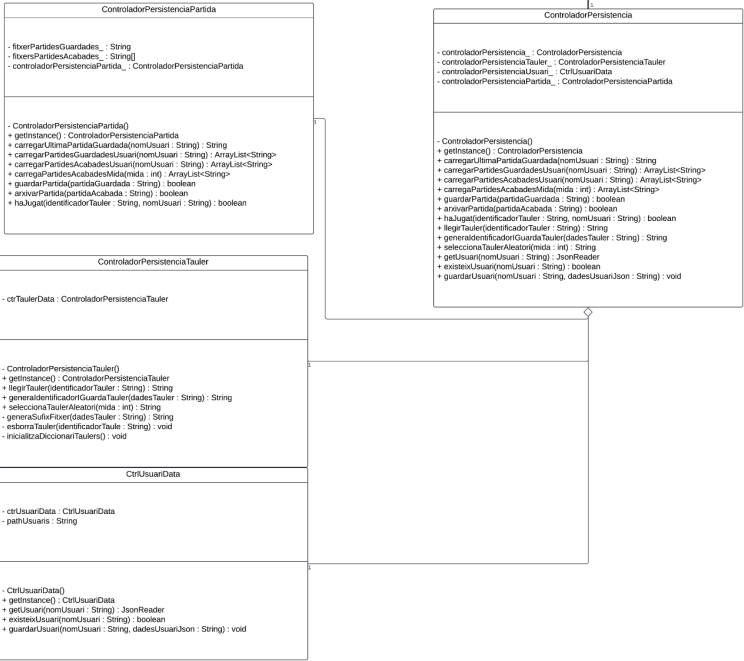 ControladorPersistenciaPartida
- fitxerPartidesGuardades_ : String
- fitxersPartidesAcabades_ : String[]
- controladorPersistenciaPartida_ : ControladorPersistenciaPartida
- ControladorPersistenciaPartida()
+ getInstance() : ControladorPersistenciaPartida
+ carregarUltimaPartidaGuardada(nomUsuari : String) : String
+ carregarPartidesGuardadesUsuari(nomUsuari : String) : ArrayList<String>
+ carregarPartidesAcabadesUsuari(nomUsuari : String) : ArrayList<String>
+ carregaPartidesAcabadesMida(mida : int) : ArrayList<String>
+ guardarPartida(partidaGuardada : String) : boolean
+ arxivarPartida(partidaAcabada : String) : boolean
+ haJugat(identificadorTauler : String, nomUsuari : String) : boolean
1
1
ControladorPersistencia
- controladorPersistencia_ : ControladorPersistencia
- controladorPersistenciaTauler_ : ControladorPersistenciaTauler
- controladorPersistenciaUsuari_ : CtrlUsuariData
- controladorPersistenciaPartida_ : ControladorPersistenciaPartida
- ControladorPersistencia()
+ getInstance() : ControladorPersistencia
+ carregarUltimaPartidaGuardada(nomUsuari : String) : String
+ carregarPartidesGuardadesUsuari(nomUsuari : String) : ArrayList<String>
+ carregarPartidesAcabadesUsuari(nomUsuari : String) : ArrayList<String>
+ carregaPartidesAcabadesMida(mida : int) : ArrayList<String>
+ guardarPartida(partidaGuardada : String) : boolean
+ arxivarPartida(partidaAcabada : String) : boolean
+ haJugat(identificadorTauler : String, nomUsuari : String) : boolean
+ llegirTauler(identificadorTauler : String) : String
+ generaIdentificadorIGuardaTauler(dadesTauler : String) : String
+ seleccionaTaulerAleatori(mida : int) : String
+ getUsuari(nomUsuari : String) : JsonReader
+ existeixUsuari(nomUsuari : String) : boolean
+ guardarUsuari(nomUsuari : String, dadesUsuariJson : String) : void
ControladorPersistenciaTauler
- ctrTaulerData : ControladorPersistenciaTauler
- ControladorPersistenciaTauler()
+ getInstance() : ControladorPersistenciaTauler
+ llegirTauler(identificadorTauler : String) : String
+ generaIdentificadorIGuardaTauler(dadesTauler : String) : String
+ seleccionaTaulerAleatori(mida : int) : String
- generaSufixFitxer(dadesTauler : String) : String
- esborraTauler(identificadorTaule : String) : void
- inicialitzaDiccionariTaulers() : void
1
CtrlUsuariData
- ctrUsuariData : CtrlUsuariData
- pathUsuaris : String
- CtrlUsuariData()
+ getInstance() : CtrlUsuariData
+ getUsuari(nomUsuari : String) : JsonReader
+ existeixUsuari(nomUsuari : String) : boolean
+ guardarUsuari(nomUsuari : String, dadesUsuariJson : String) : void
1